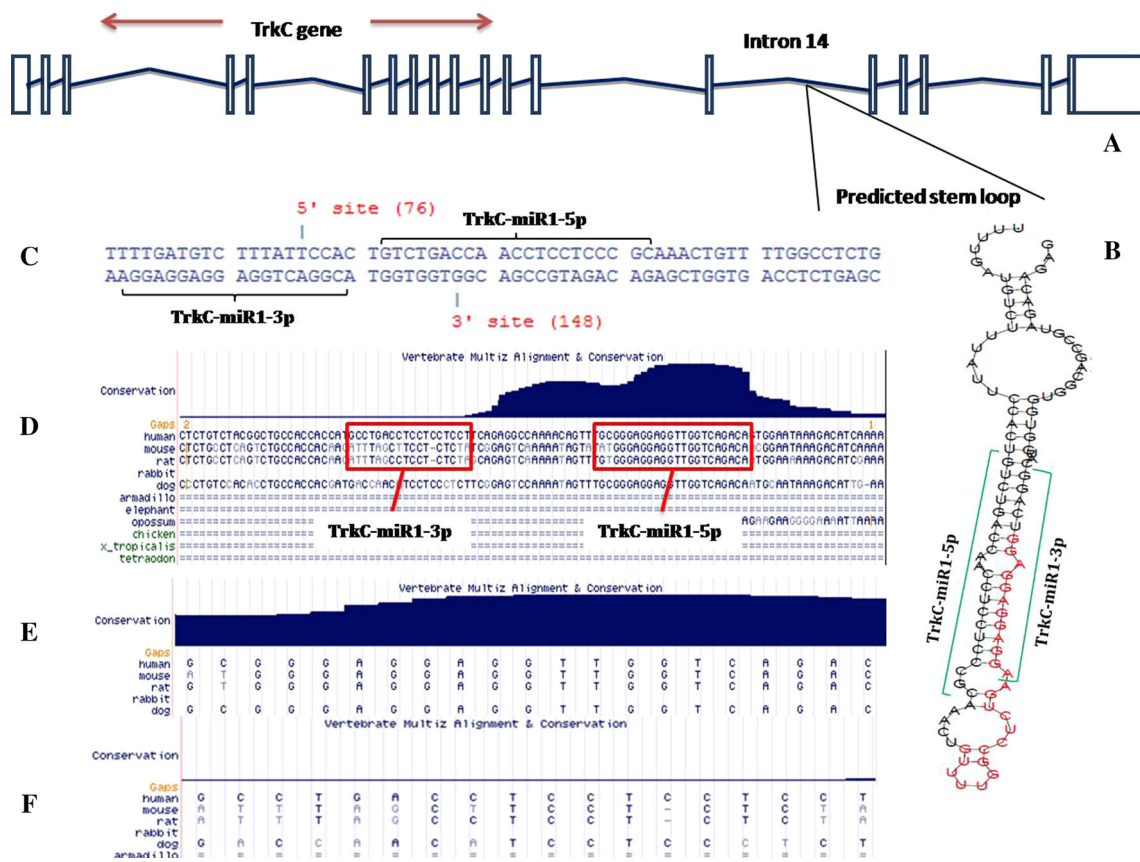 TrkC gene
Intron 14
A
Predicted stem loop
B
5' site (76)
TrkC-miR1-5p
C
TTTTGATGTC TTTATTCCAC TGTCTGACCA ACCTCCTCCC GCAAACTGTT TTGGCCTCTG
AAGGAGGAGG AGGTCAGGCA TGGTGGTGGC AGCCGTAGAC AGAGCTGGTG ACCTCTGAGC
TrkC-miR1-3p
3' site (148)
Vertebrate Multiz Alignment & Conservation
Conservation
D
Gaps 2 1
human CTCTGTCTACGGCTGCCACCACCATGCCTGACCTCCTCCTCCTTCAGAGGCCAAAACAGTTTGCGGGAGGAGGTTGGTCAGACAGTGGAATAAAGACATCAAAA
mouse
rat
rabbit
dog
armadillo
elephant
opossum AGAAGAAGGGGAAAATTAAAA
chicken
x_tropicalis
tetraodon
TrkC-miR1-3p
TrkC-miR1-5p
TrkC-miR1-5p
TrkC-miR1-3p
Vertebrate Multiz Alignment & Conservation
Conservation
E
Gaps
human G C G G G A G G A G G T T G G T C A G A C
mouse A T G G G A G G A G G T T G G T C A G A C
rat G T G G G A G G A G G T T G G T C A G A C
rabbit
dog G C G G G A G G A G G T T G G T C A G A C
Vertebrate Multiz Alignment & Conservation
Conservation
F
Gaps
human G C C T G A C C T C C T C C T C C T
mouse A T T T A G C T T C C T - C T C T A
rat A T T T A G C C T C C T - C T C T A
rabbit
dog G A C C A A C A T C C T C C C T C T
armadillo = = = = = = = = = = = = = = = = = =